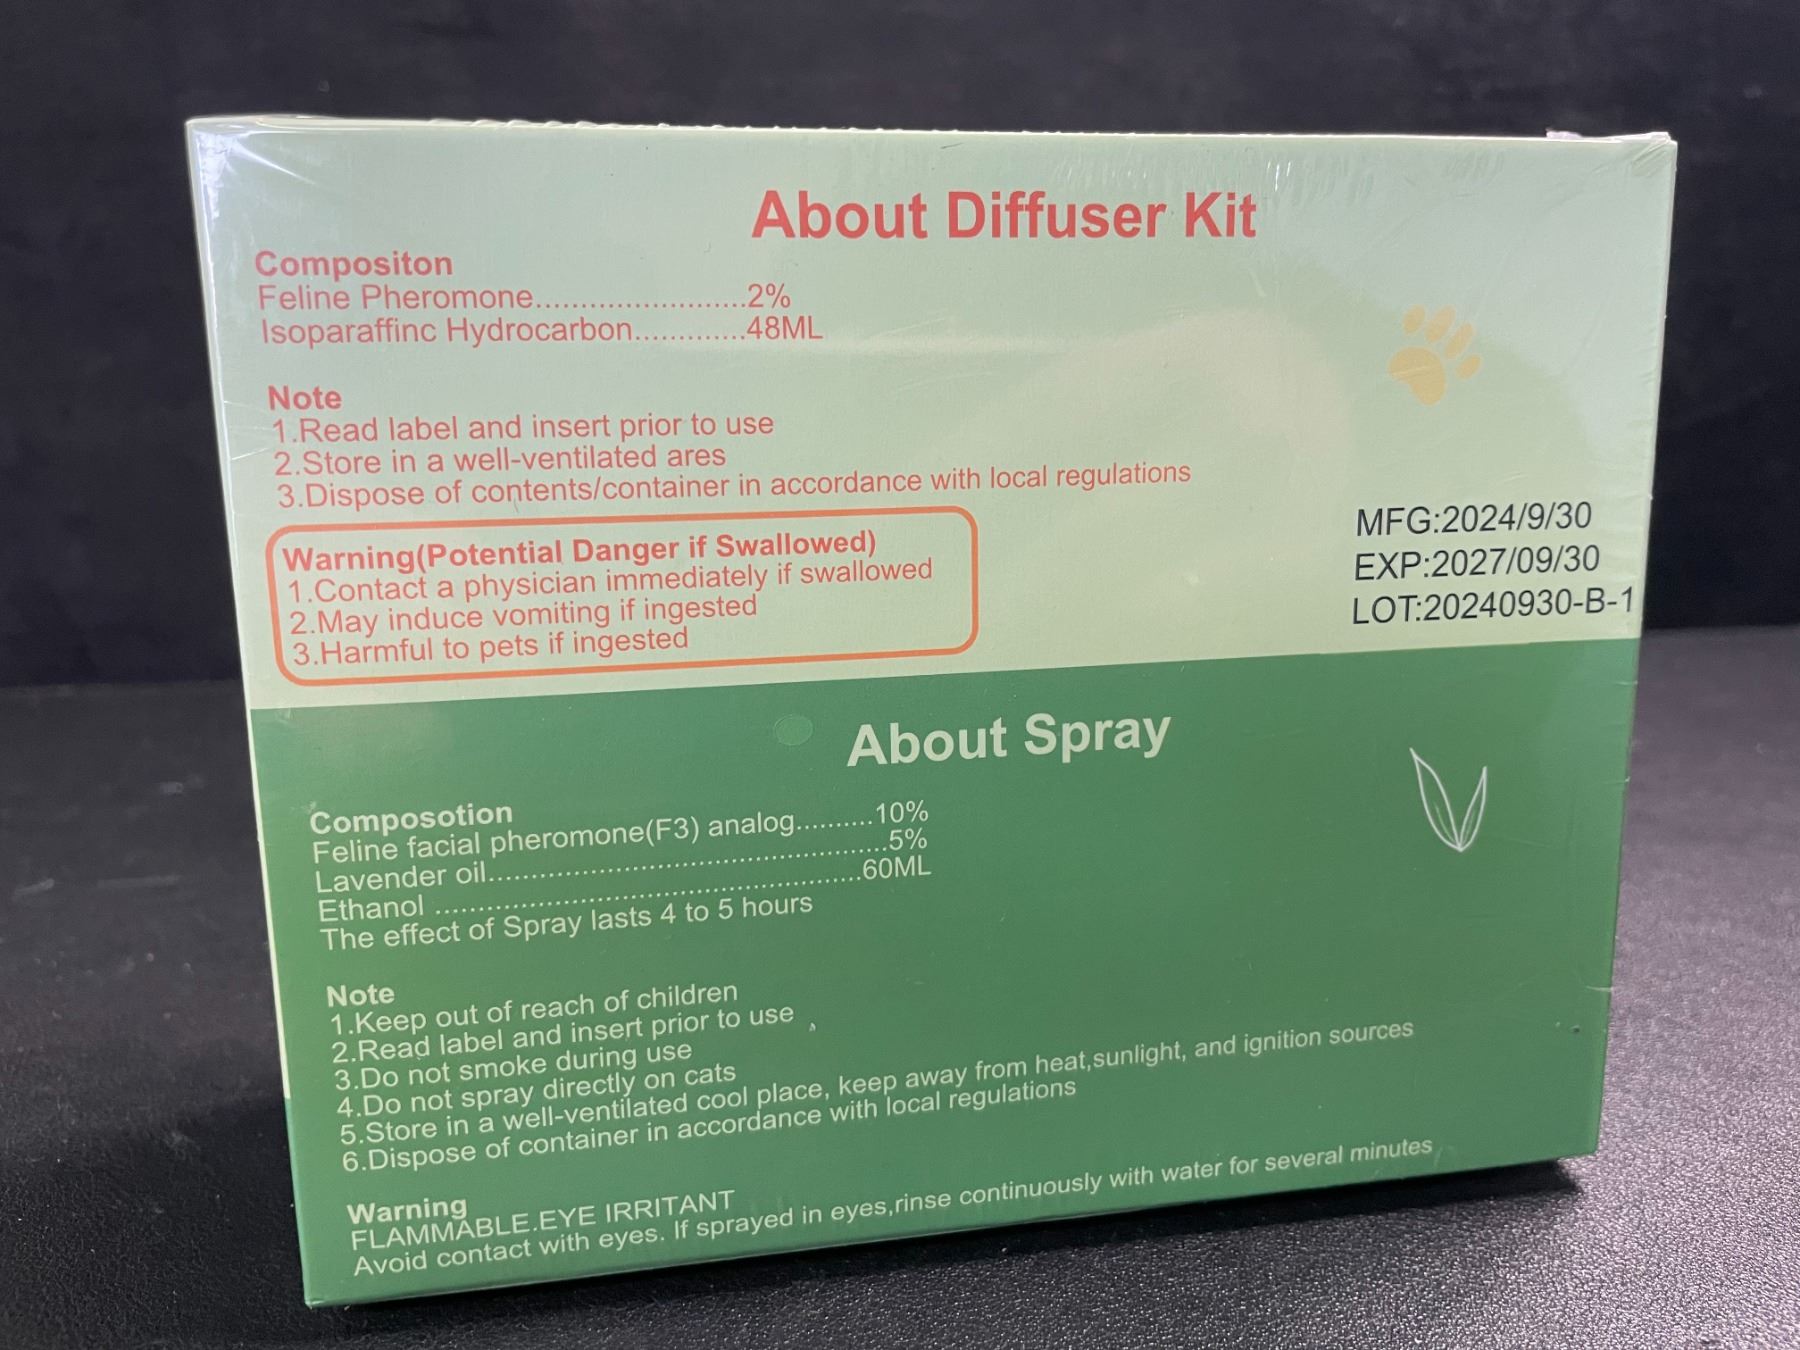 About Diffuser Kit
Compositon
Feline Pheromone.......................2%
Isoparaffinc Hydrocarbon............48ML
Note
1.Read label and insert prior to use
2.Store in a well-ventilated ares
3.Dispose of contents/container in accordance with local regulations
Warning(Potential Danger if Swallowed)
1.Contact a physician immediately if swallowed
2.May induce vomiting if ingested
3.Harmful to pets if ingested
MFG:2024/9/30
EXP:2027/09/30
LOT:20240930-B-1
About Spray
Composotion
Feline facial pheromone(F3) analog..........10%
Lavender oil............................................5%
Ethanol ...............................................60ML
The effect of Spray lasts 4 to 5 hours
Note
1.Keep out of reach of children
2.Read label and insert prior to use
3.Do not smoke during use
4.Do not spray directly on cats
5.Store in a well-ventilated cool place, keep away from heat,sunlight, and ignition sources
6.Dispose of container in accordance with local regulations
Warning
FLAMMABLE.EYE IRRITANT
Avoid contact with eyes. If sprayed in eyes,rinse continuously with water for several minutes